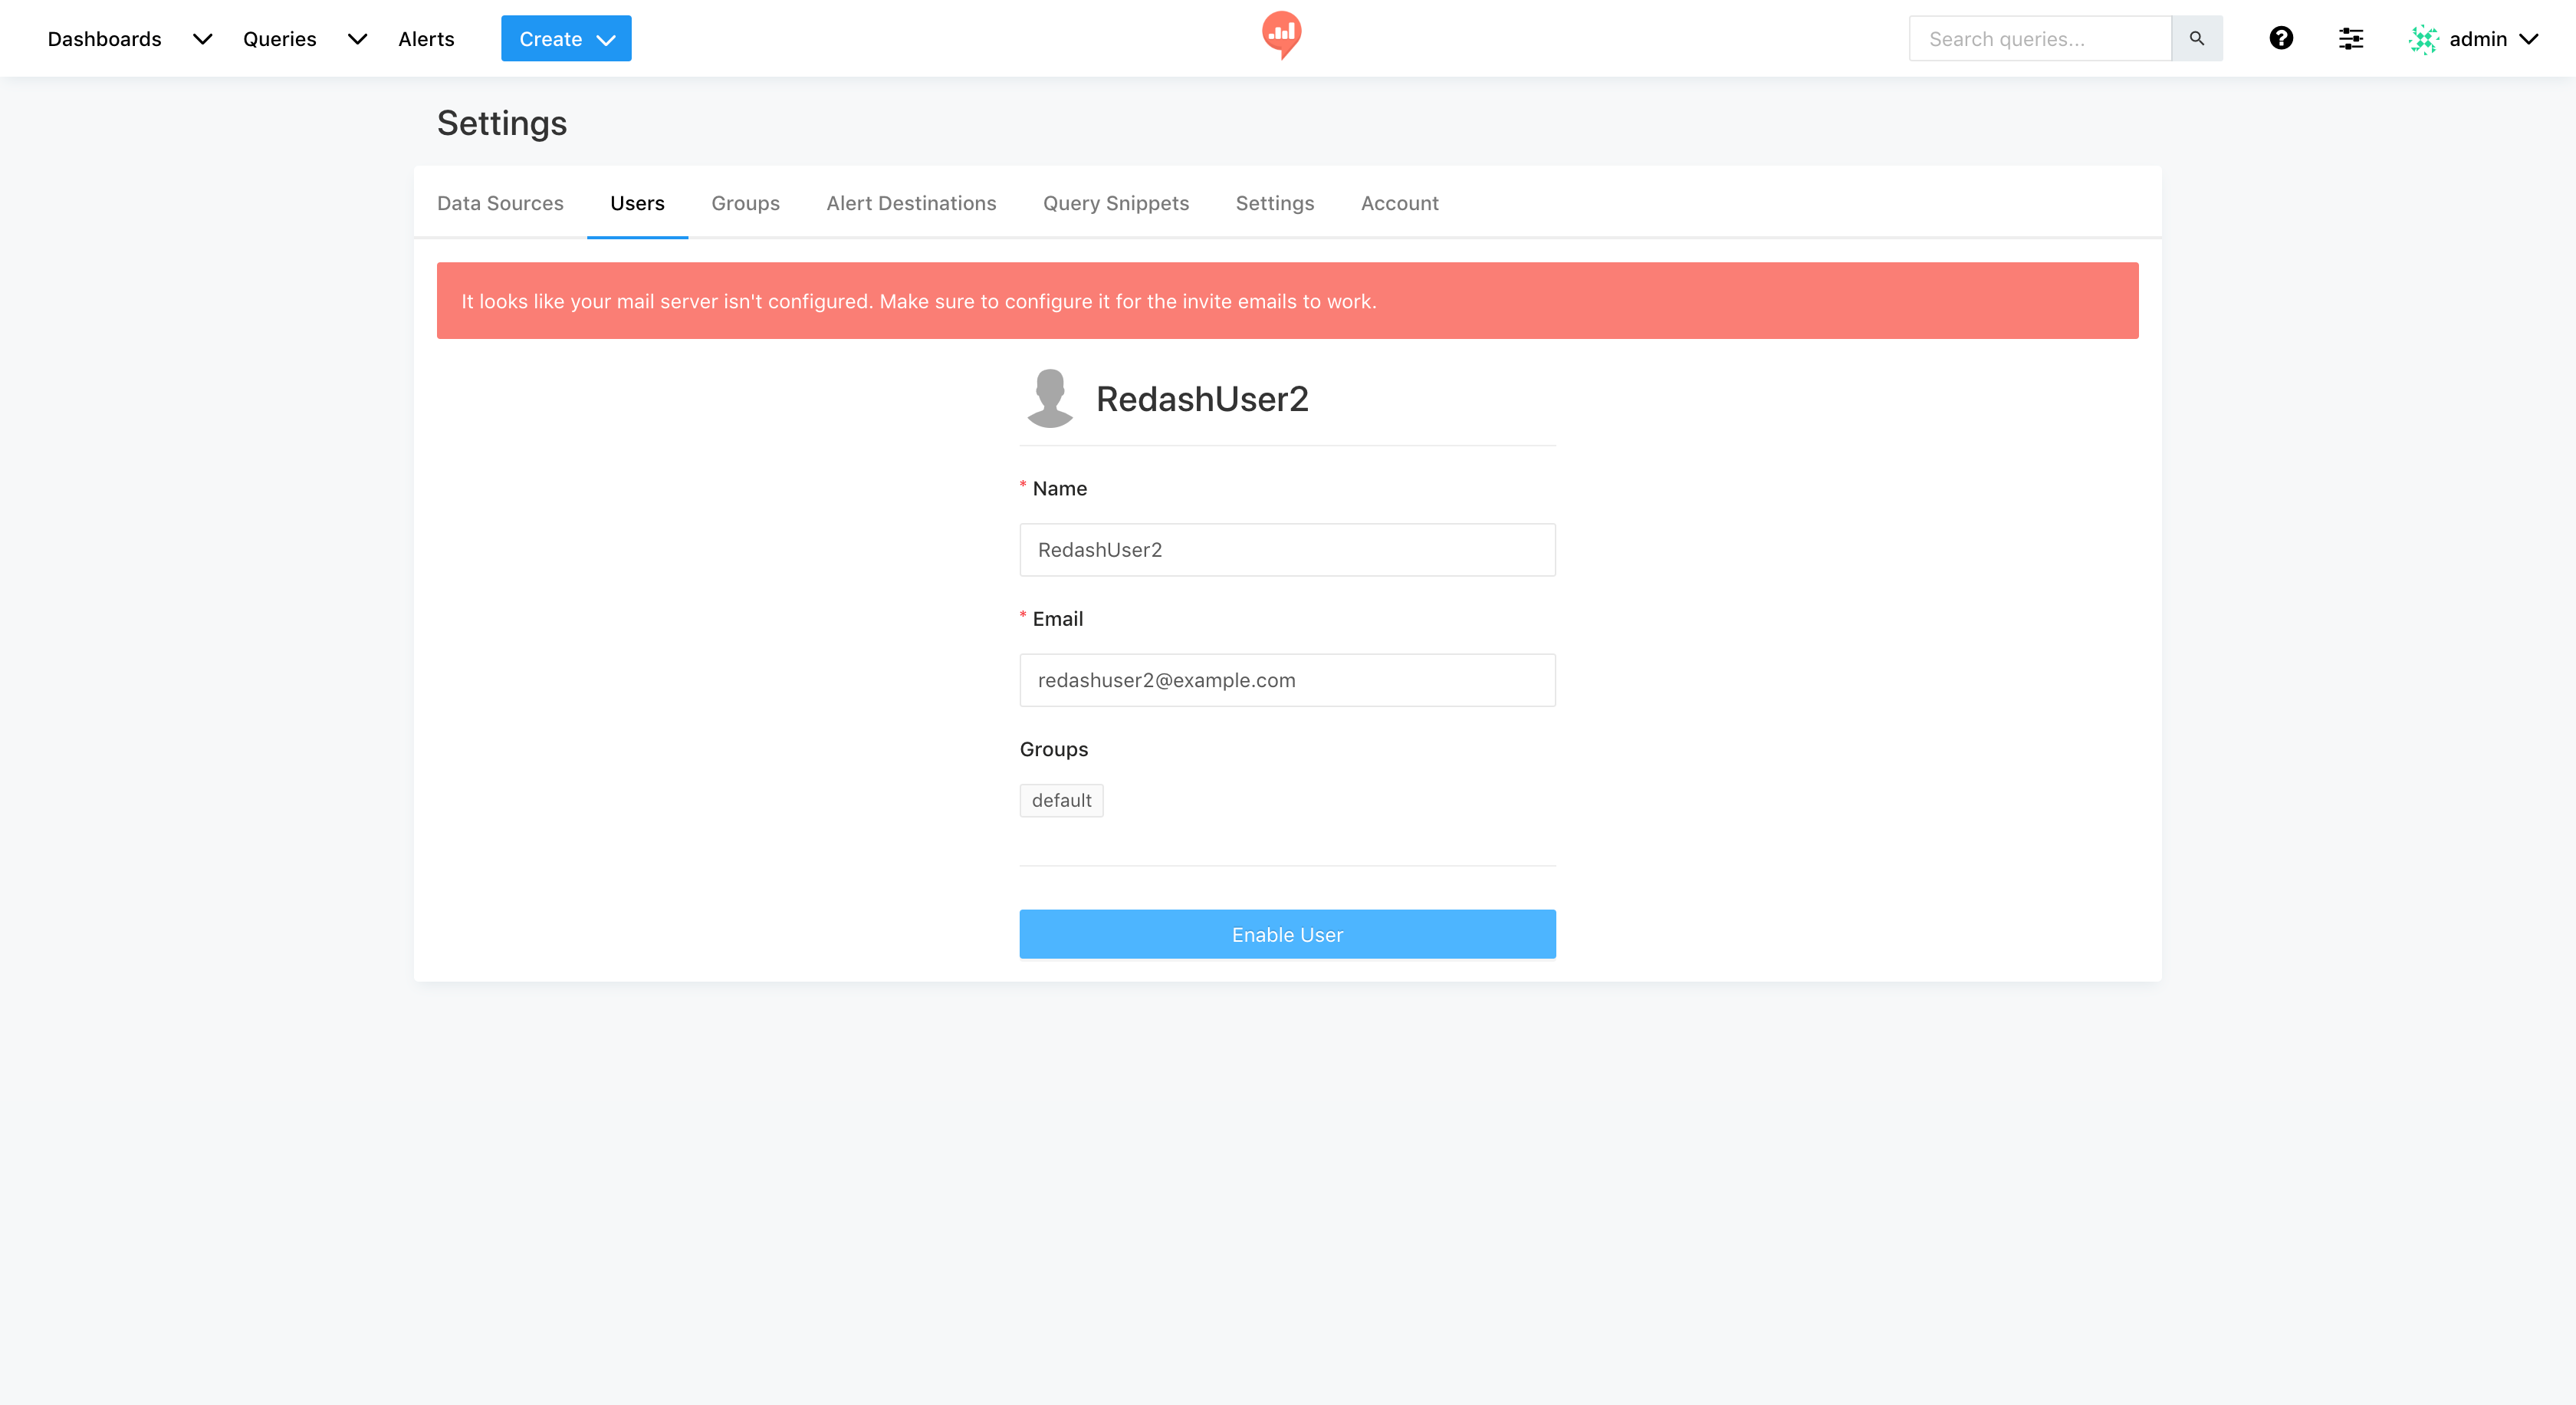 Dashboards Queries Alerts Create Search queries... admin
Settings
Data Sources Users Groups Alert Destinations Query Snippets Settings Account
It looks like your mail server isn't configured. Make sure to configure it for the invite emails to work.
RedashUser2
* Name
RedashUser2
* Email
redashuser2@example.com
Groups
default
Enable User